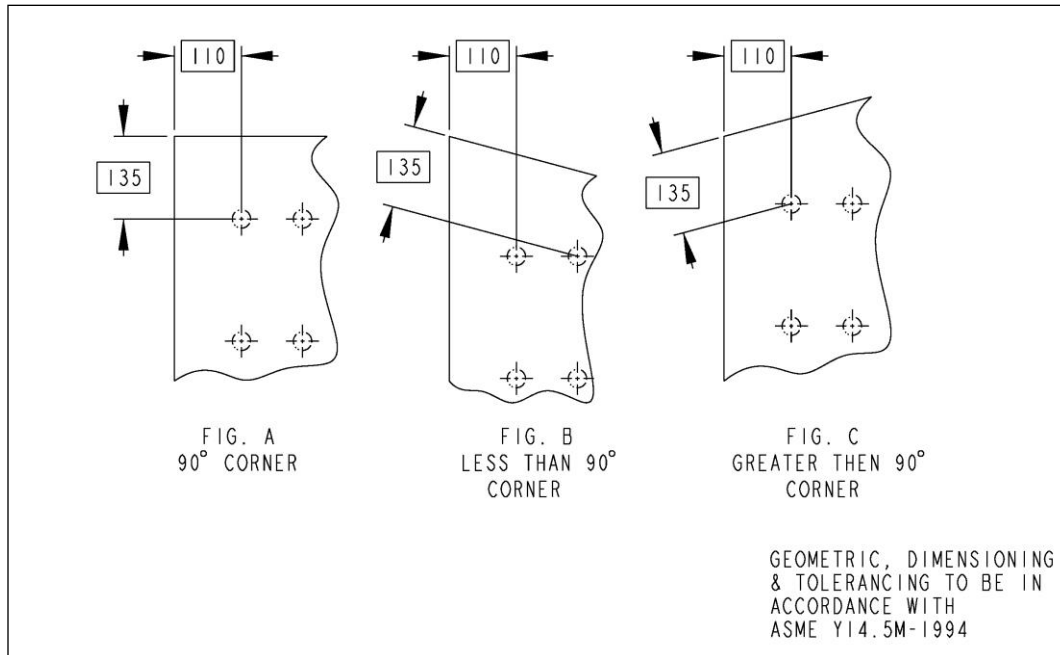 110
135
FIG. A
90° CORNER
110
135
FIG. B
LESS THAN 90°
CORNER
110
135
FIG. C
GREATER THEN 90°
CORNER
GEOMETRIC, DIMENSIONING
& TOLERANCING TO BE IN
ACCORDANCE WITH
ASME Y14.5M-1994